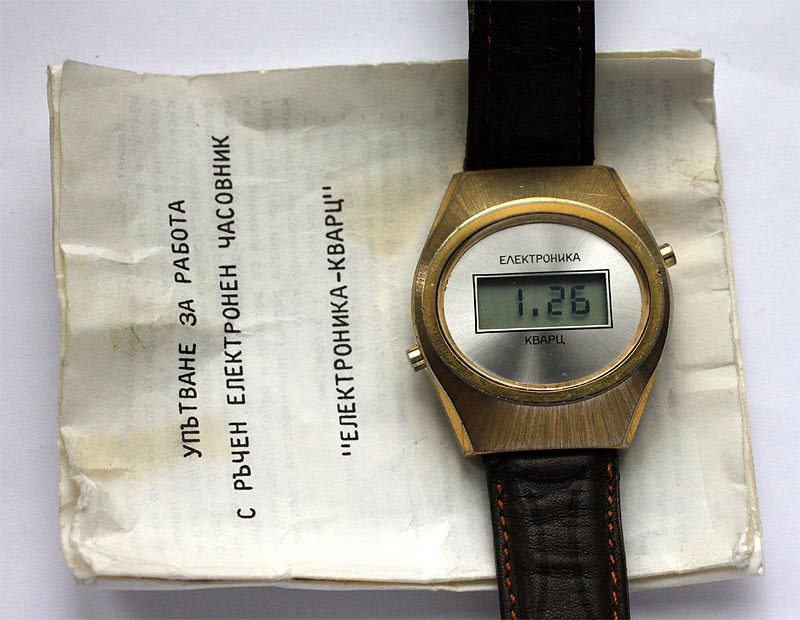 УПЪТВАНЕ ЗА РАБОТА
С РЪЧЕН ЕЛЕКТРОНЕН ЧАСОВНИК
"ЕЛЕКТРОНИКА-КВАРЦ"
ЕЛЕКТРОНИКА
1.26
КВАРЦ